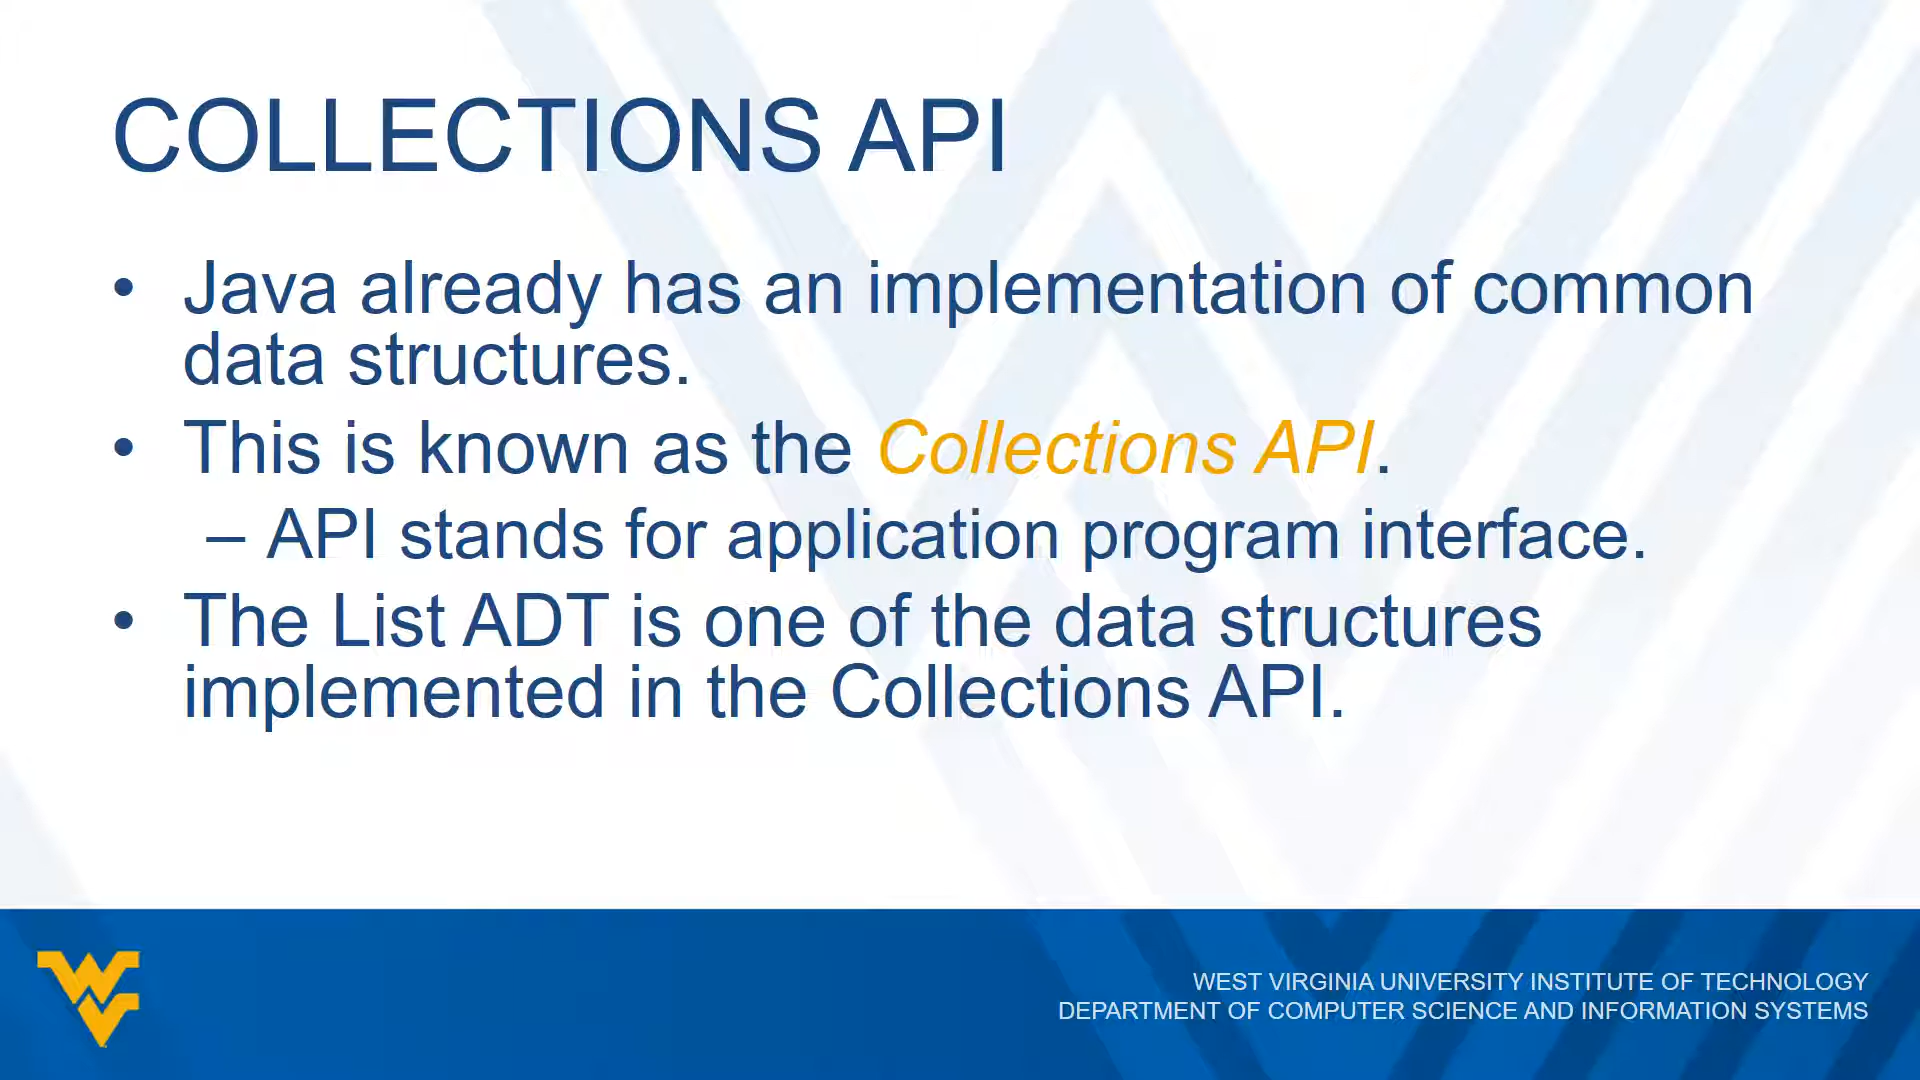 COLLECTIONS API
• Java already has an implementation of common
data structures.
• This is known as the Collections API.
– API stands for application program interface.
• The List ADT is one of the data structures
implemented in the Collections API.
WEST VIRGINIA UNIVERSITY INSTITUTE OF TECHNOLOGY
DEPARTMENT OF COMPUTER SCIENCE AND INFORMATION SYSTEMS